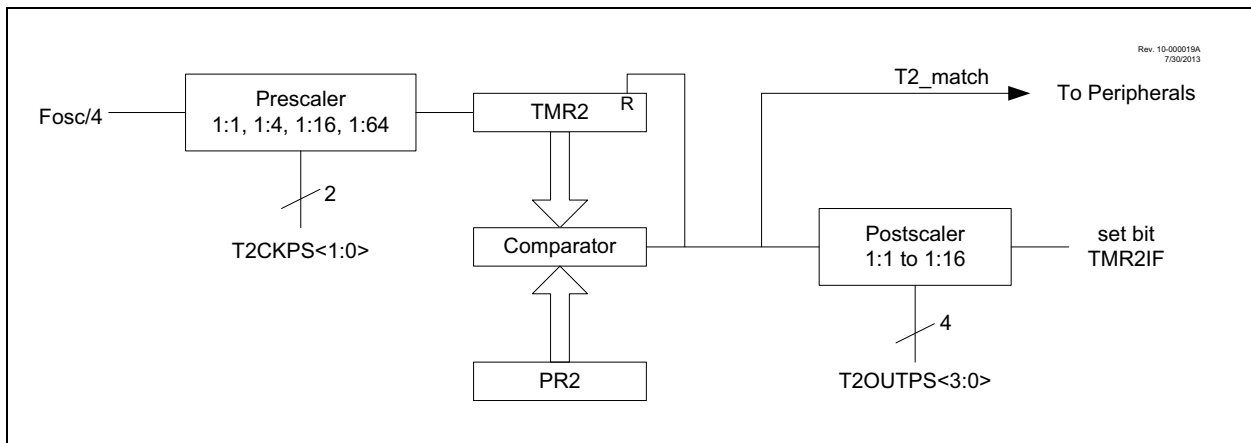 Rev. 10-000019A
7/30/2013
T2_match
To Peripherals
Fosc/4
Prescaler
1:1, 1:4, 1:16, 1:64
TMR2
R
2
T2CKPS<1:0>
Comparator
Postscaler
1:1 to 1:16
set bit
TMR2IF
4
T2OUTPS<3:0>
PR2